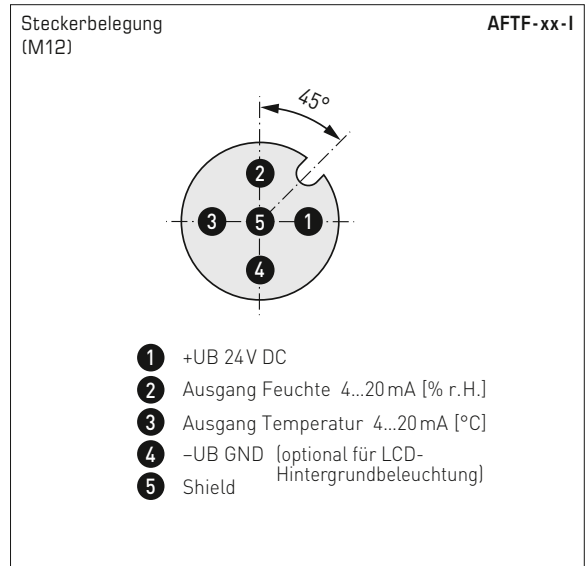 Steckerbelegung
(M12)
AFTF-xx-I
45°
2
3
5
1
4
1 +UB 24 V DC
2 Ausgang Feuchte 4...20 mA [% r.H.]
3 Ausgang Temperatur 4...20 mA [°C]
4 –UB GND (optional für LCD-
Hintergrundbeleuchtung)
5 Shield